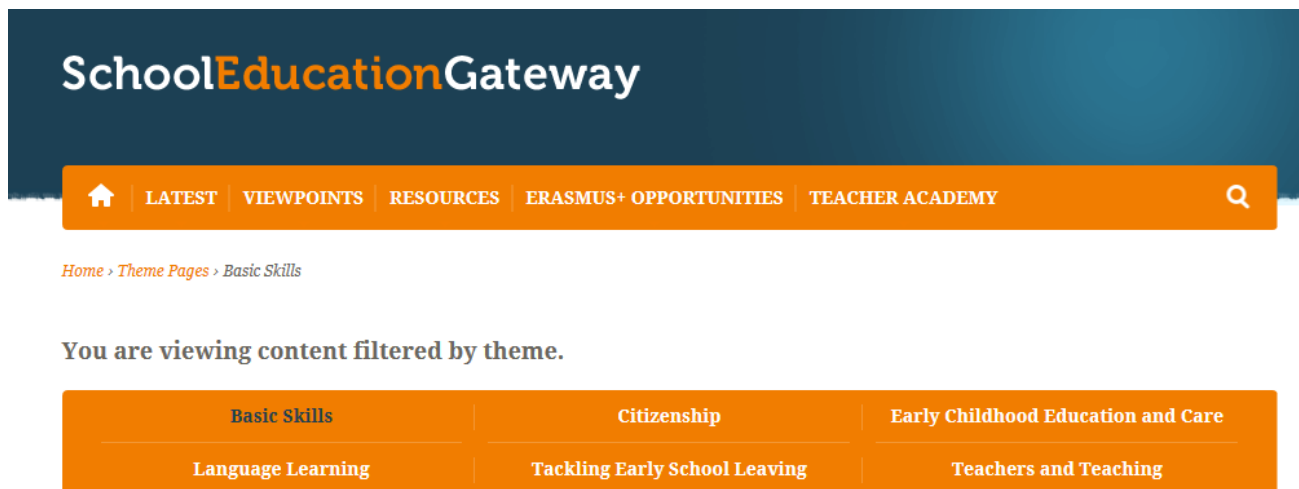 SchoolEducationGateway
LATEST VIEWPOINTS RESOURCES ERASMUS+ OPPORTUNITIES TEACHER ACADEMY
Home › Theme Pages › Basic Skills
You are viewing content filtered by theme.
Basic Skills Citizenship Early Childhood Education and Care
Language Learning Tackling Early School Leaving Teachers and Teaching